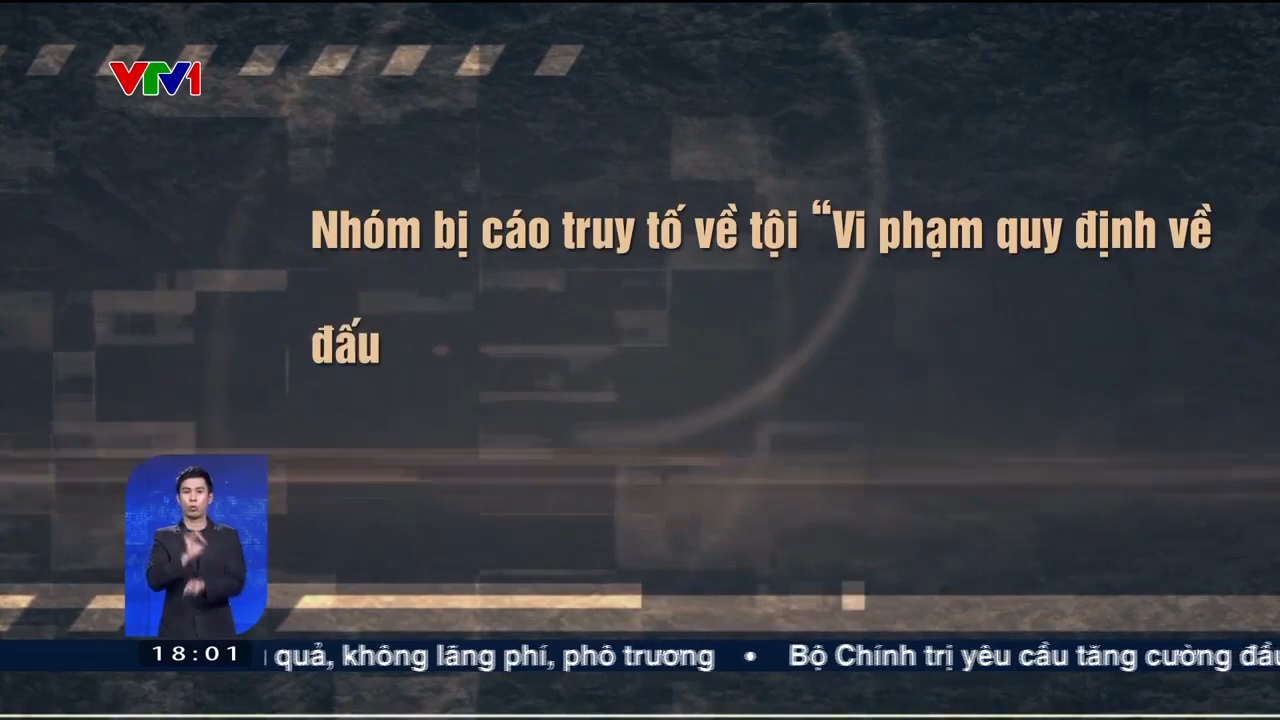 VTV1
Nhóm bị cáo truy tố về tội “Vi phạm quy định về
đấu
18:01
quả, không lãng phí, phô trương • Bộ Chính trị yêu cầu tăng cường đầu